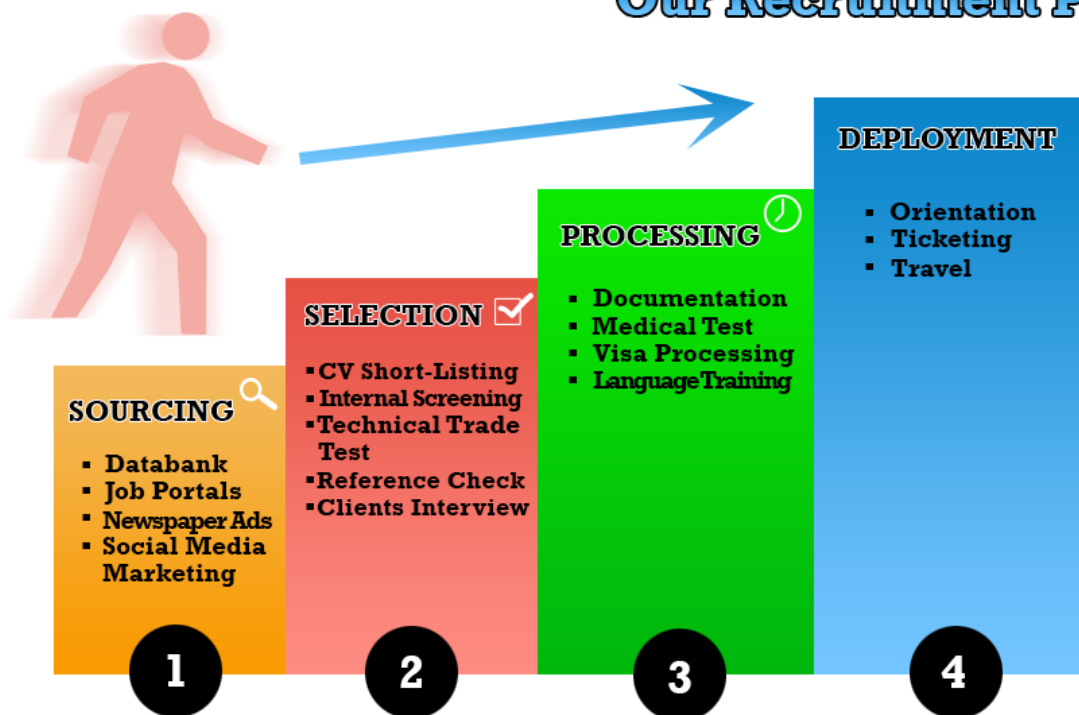 Our Recruitment
SOURCING
▪ Databank
▪ Job Portals
▪ Newspaper Ads
▪ Social Media
Marketing
1
SELECTION
▪ CV Short-Listing
▪ Internal Screening
▪ Technical Trade
Test
▪ Reference Check
▪ Clients Interview
2
PROCESSING
▪ Documentation
▪ Medical Test
▪ Visa Processing
▪ Language Training
3
DEPLOYMENT
▪ Orientation
▪ Ticketing
▪ Travel
4